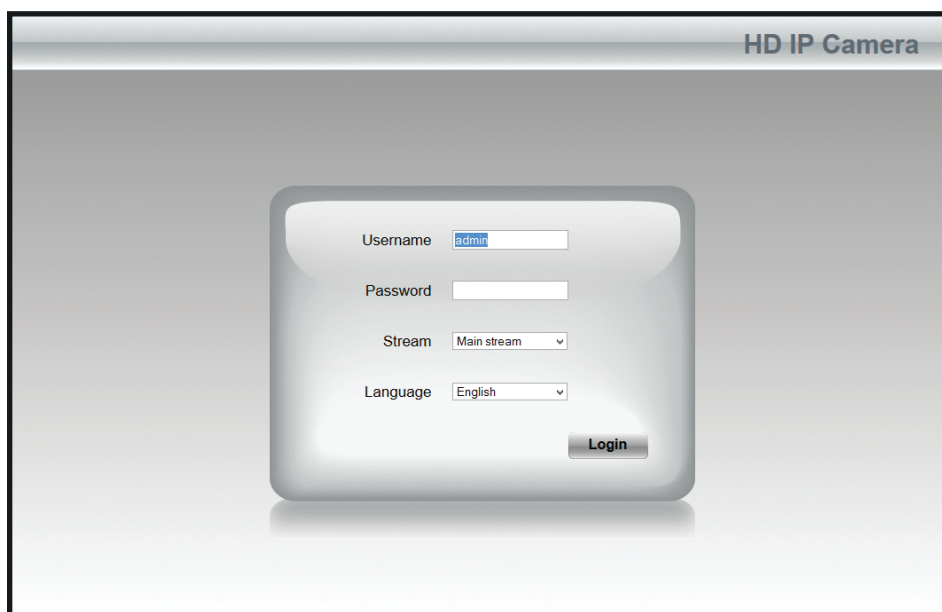 HD IP Camera
Username admin
Password
Stream Main stream
Language English
Login